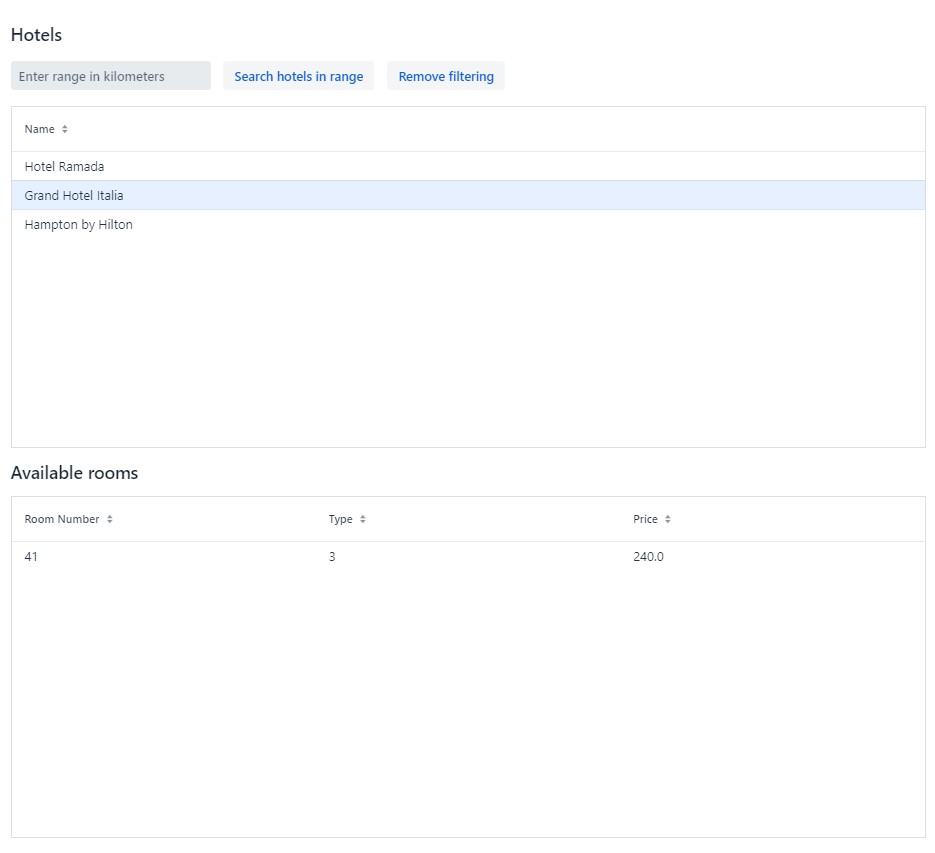 Hotels
Enter range in kilometers Search hotels in range Remove filtering
Name
Hotel Ramada
Grand Hotel Italia
Hampton by Hilton
Available rooms
Room Number Type Price
41 3 240.0